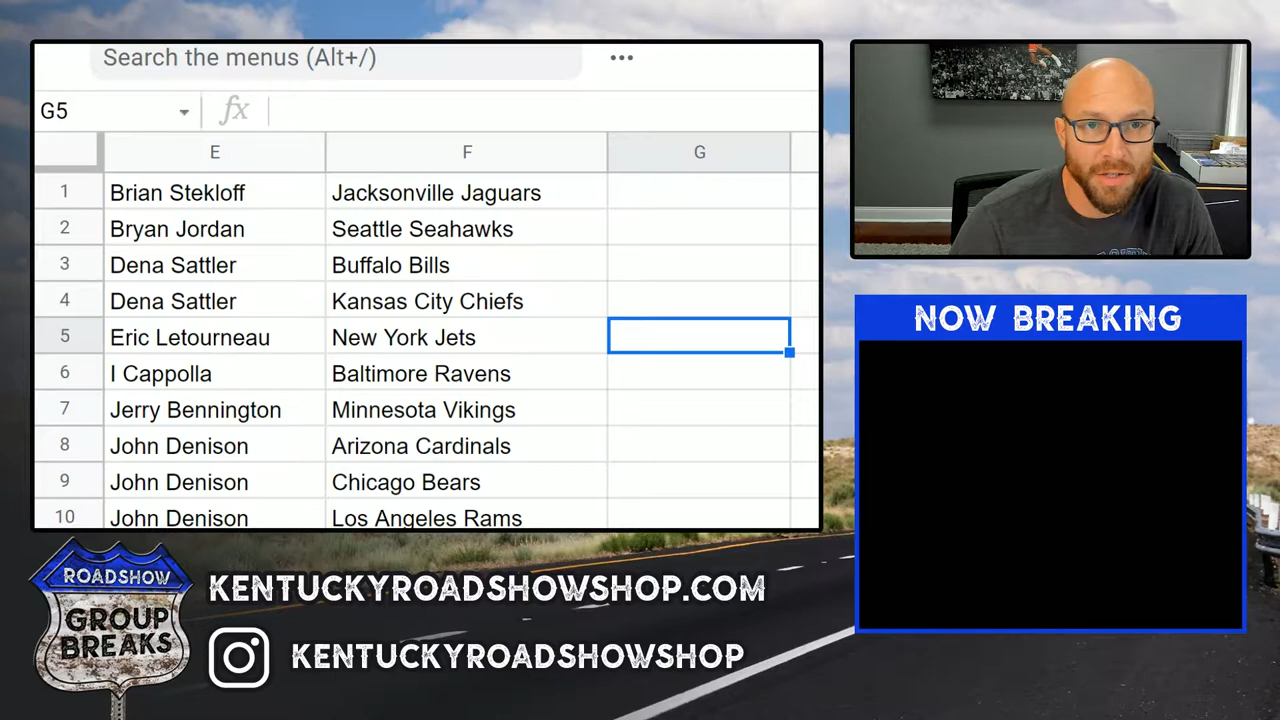 Search the menus (Alt+/)
G5
fx
E F G
1 Brian Stekloff Jacksonville Jaguars
2 Bryan Jordan Seattle Seahawks
3 Dena Sattler Buffalo Bills
4 Dena Sattler Kansas City Chiefs
5 Eric Letourneau New York Jets
6 I Cappolla Baltimore Ravens
7 Jerry Bennington Minnesota Vikings
8 John Denison Arizona Cardinals
9 John Denison Chicago Bears
10 John Denison Los Angeles Rams
NOW BREAKING
ROADSHOW
GROUP
BREAKS
KENTUCKYROADSHOWSHOP.COM
KENTUCKYROADSHOWSHOP